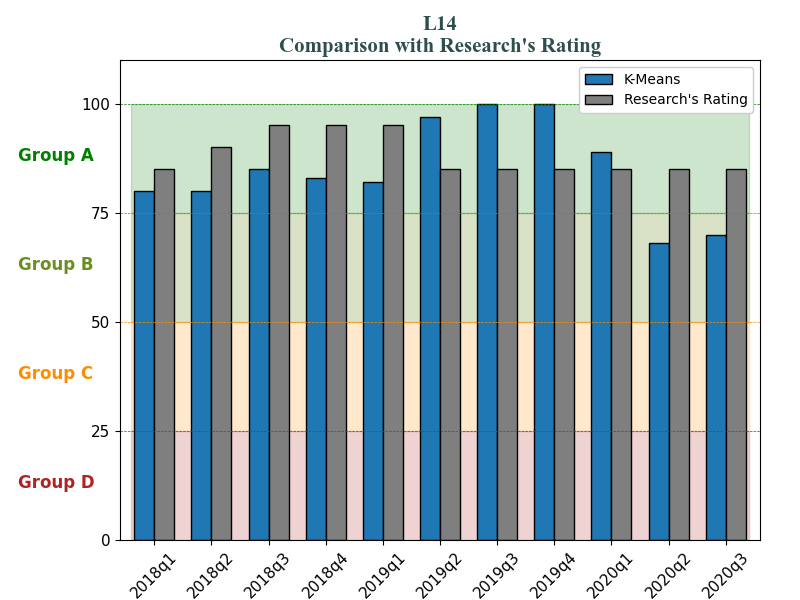 L14
Comparison with Research's Rating
K-Means
Research's Rating
100
Group A
75
Group B
50
Group C
25
Group D
0
2018q1 2018q2 2018q3 2018q4 2019q1 2019q2 2019q3 2019q4 2020q1 2020q2 2020q3